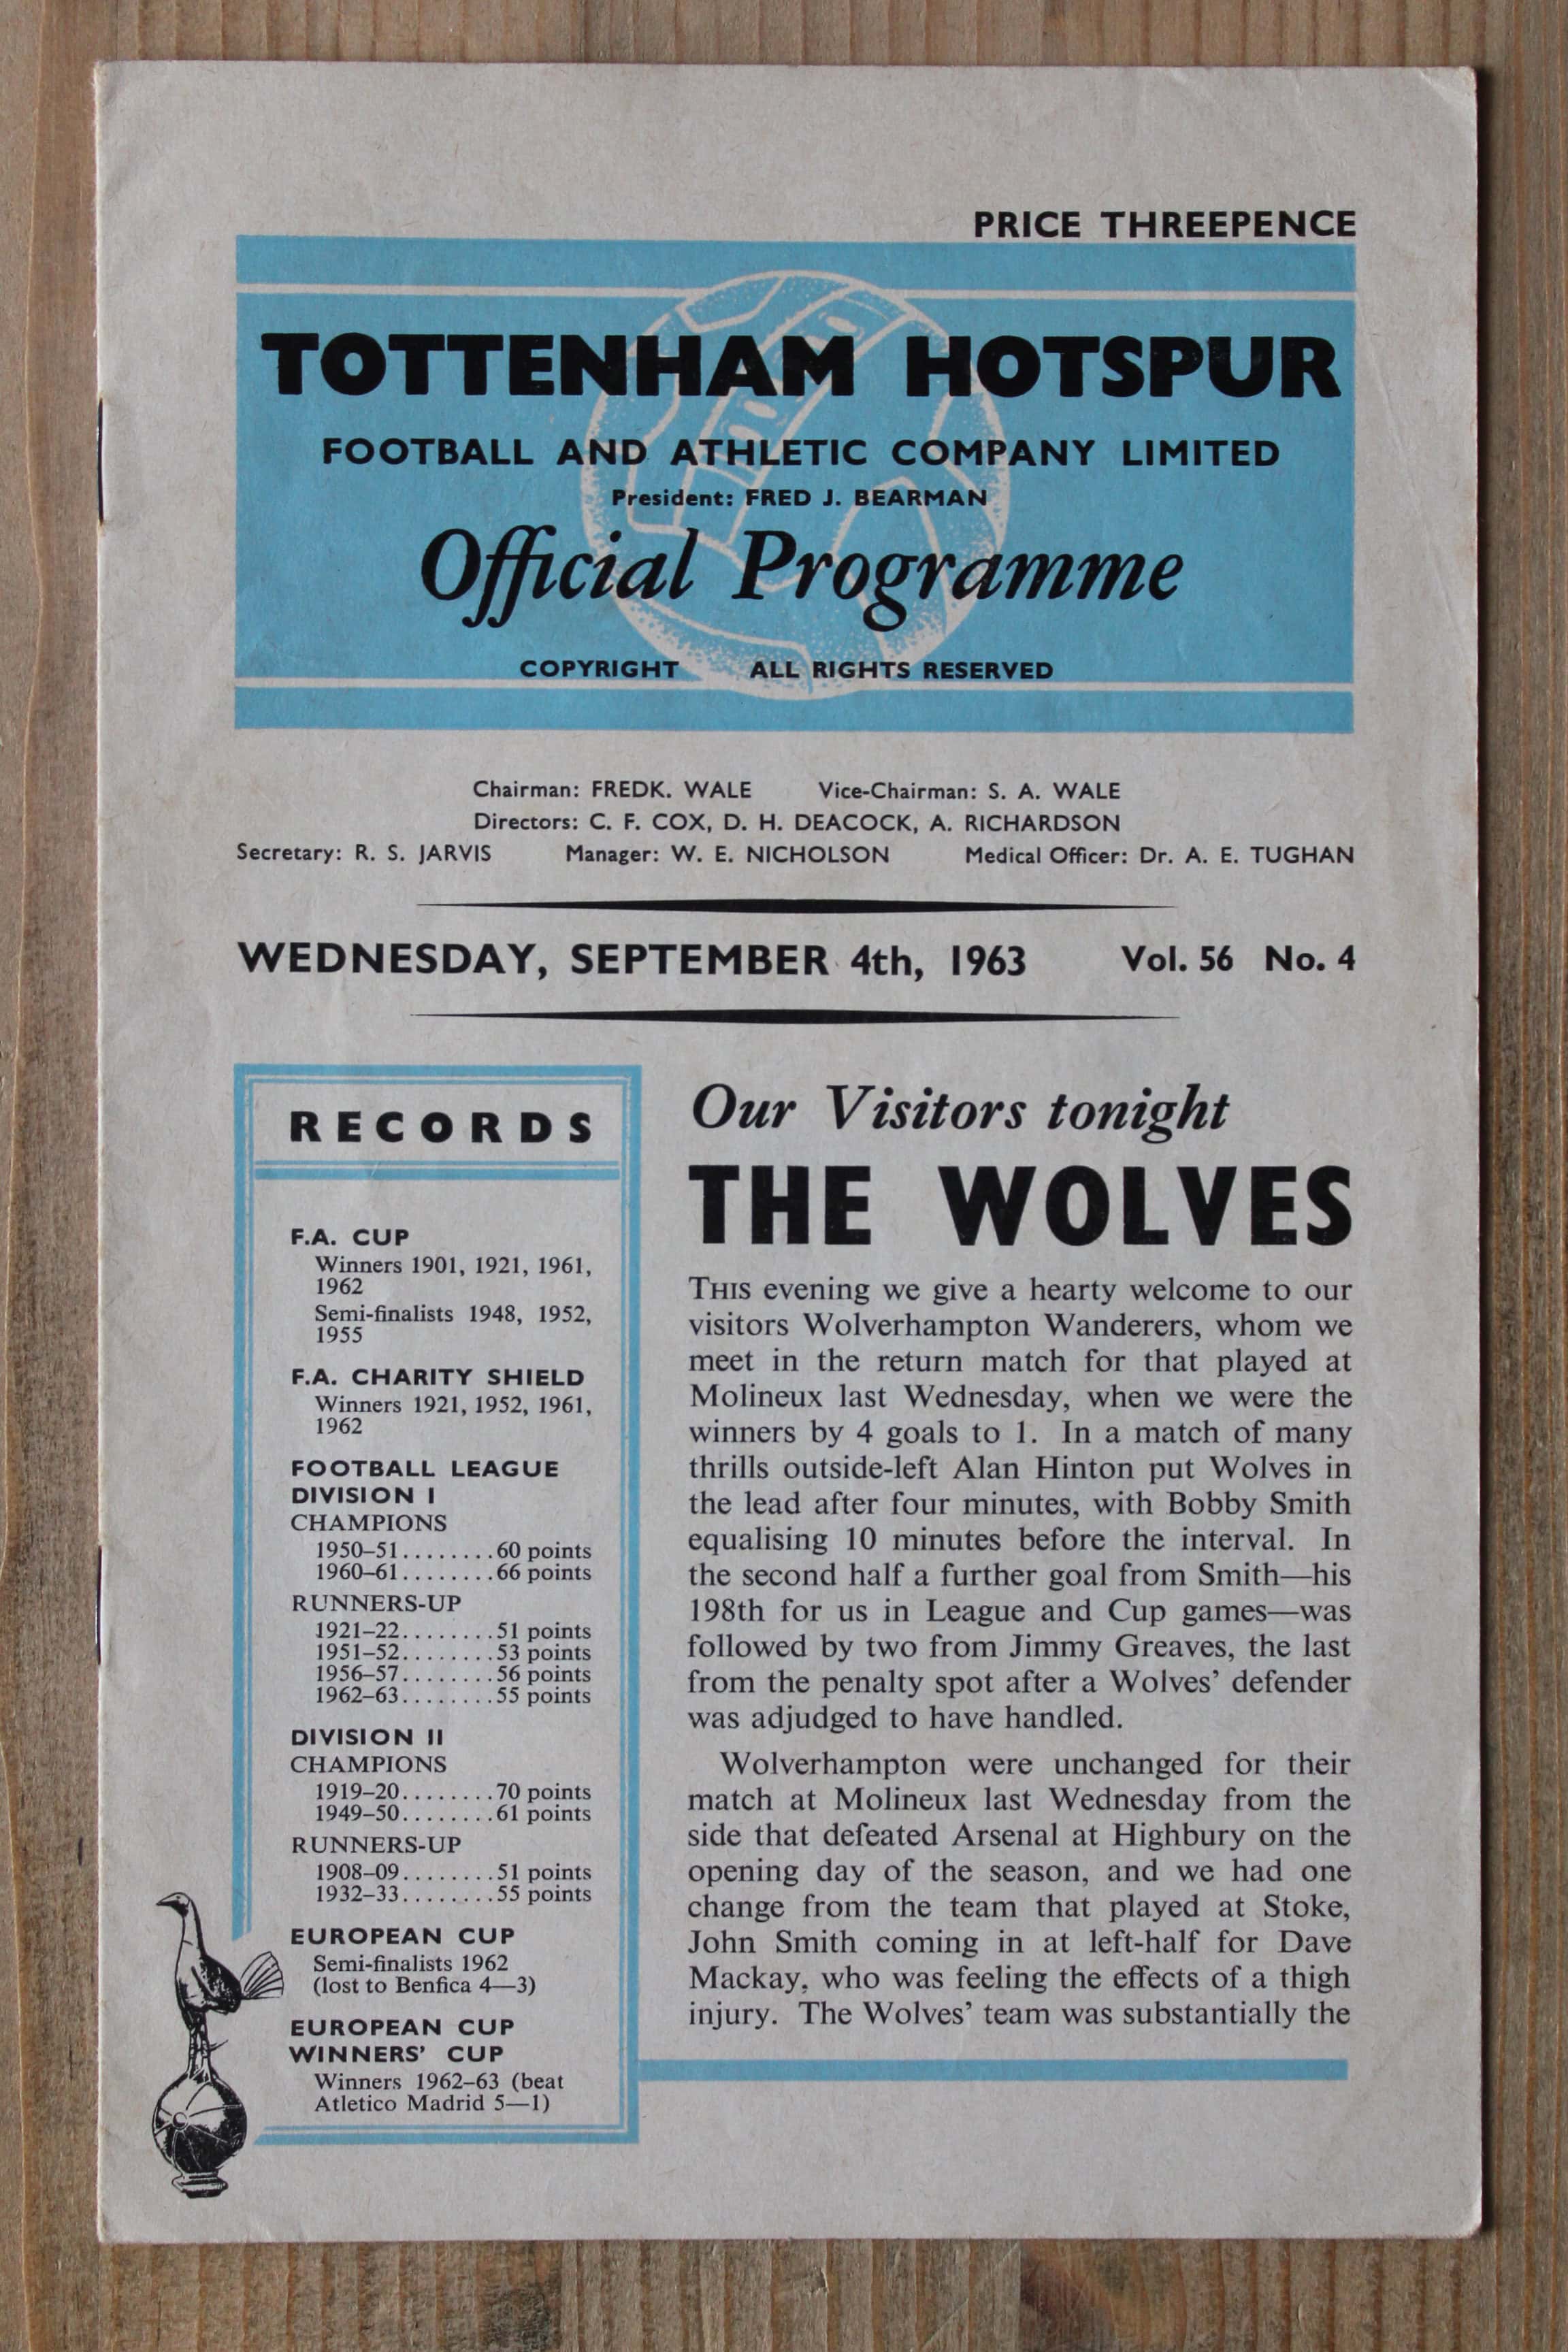 PRICE THREEPENCE
TOTTENHAM HOTSPUR
FOOTBALL AND ATHLETIC COMPANY LIMITED
President: FRED J. BEARMAN
Official Programme
COPYRIGHT ALL RIGHTS RESERVED
Chairman: FREDK. WALE Vice-Chairman: S. A. WALE
Directors: C. F. COX, D. H. DEACOCK, A. RICHARDSON
Secretary: R. S. JARVIS Manager: W. E. NICHOLSON Medical Officer: Dr. A. E. TUGHAN
WEDNESDAY, SEPTEMBER 4th, 1963 Vol. 56 No. 4
RECORDS
F.A. CUP
Winners 1901, 1921, 1961,
1962
Semi-finalists 1948, 1952,
1955
F.A. CHARITY SHIELD
Winners 1921, 1952, 1961,
1962
FOOTBALL LEAGUE
DIVISION I
CHAMPIONS
1950–51........60 points
1960–61........66 points
RUNNERS-UP
1921–22........51 points
1951–52........53 points
1956–57........56 points
1962–63........55 points
DIVISION II
CHAMPIONS
1919–20........70 points
1949–50........61 points
RUNNERS-UP
1908–09........51 points
1932–33........55 points
EUROPEAN CUP
Semi-finalists 1962
(lost to Benfica 4—3)
EUROPEAN CUP
WINNERS' CUP
Winners 1962–63 (beat
Atletico Madrid 5—1)
Our Visitors tonight
THE WOLVES
THIS evening we give a hearty welcome to our
visitors Wolverhampton Wanderers, whom we
meet in the return match for that played at
Molineux last Wednesday, when we were the
winners by 4 goals to 1. In a match of many
thrills outside-left Alan Hinton put Wolves in
the lead after four minutes, with Bobby Smith
equalising 10 minutes before the interval. In
the second half a further goal from Smith—his
198th for us in League and Cup games—was
followed by two from Jimmy Greaves, the last
from the penalty spot after a Wolves' defender
was adjudged to have handled.
Wolverhampton were unchanged for their
match at Molineux last Wednesday from the
side that defeated Arsenal at Highbury on the
opening day of the season, and we had one
change from the team that played at Stoke,
John Smith coming in at left-half for Dave
Mackay, who was feeling the effects of a thigh
injury. The Wolves' team was substantially the